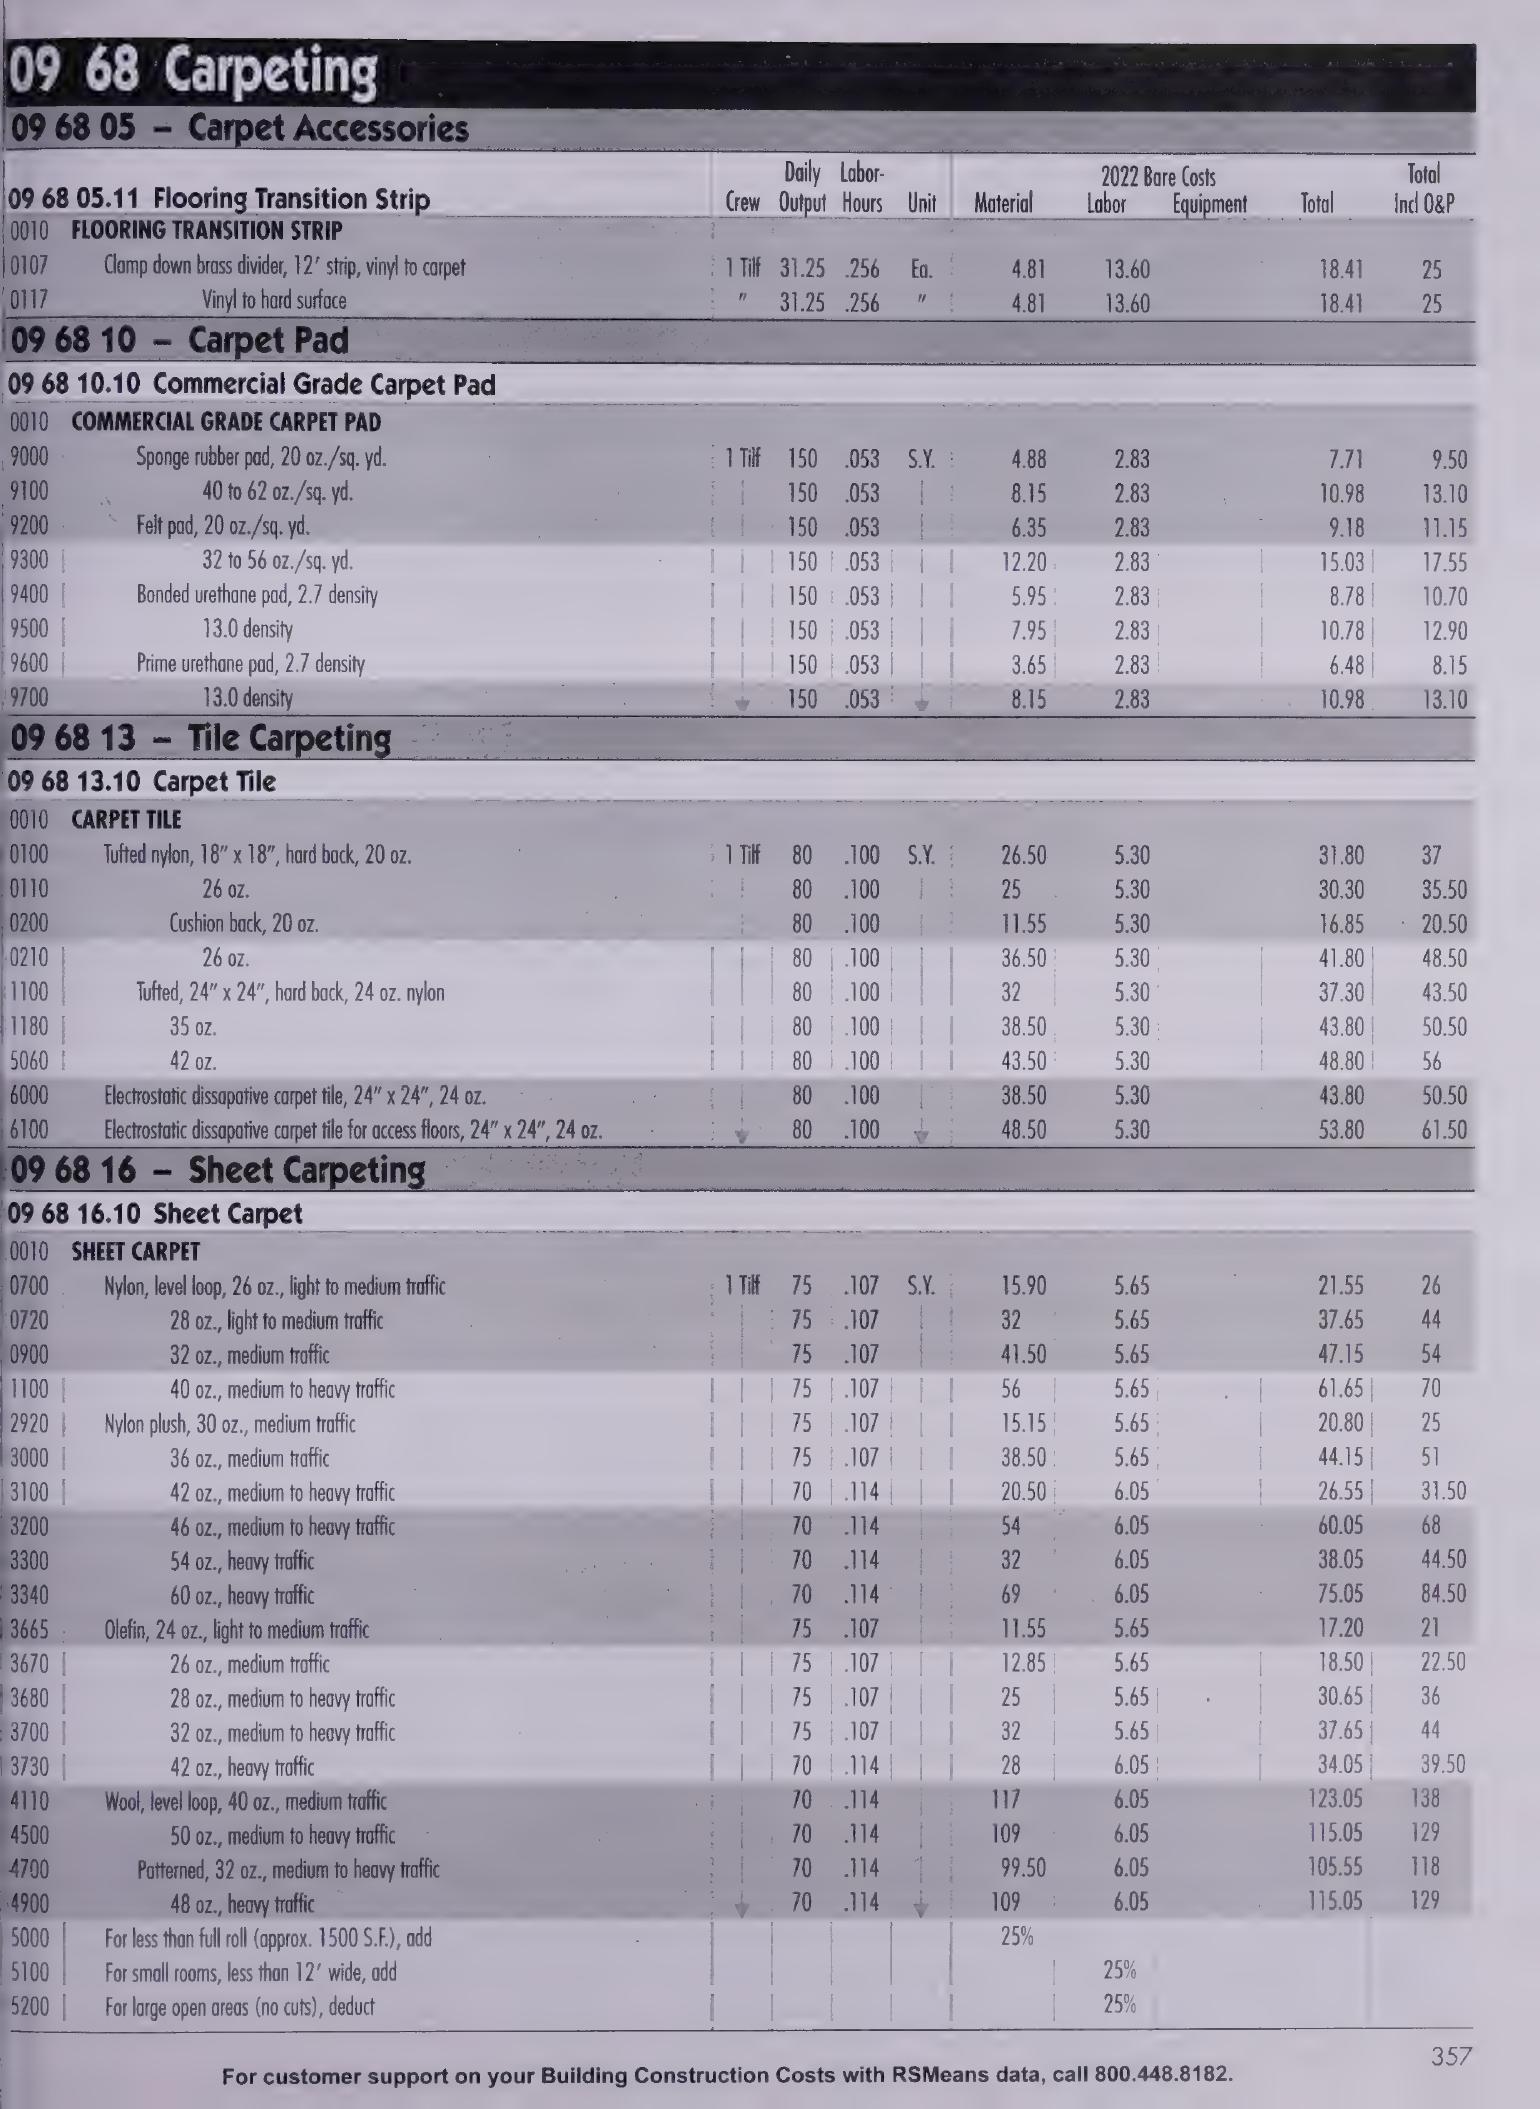 09 68 Carpeting
09 68 05 – Carpet Accessories
Daily Labor- 2022 Bare Costs Total
09 68 05.11 Flooring Transition Strip Crew Output Hours Unit Material Labor Equipment Total Incl O&P
0010 FLOORING TRANSITION STRIP
0107 Clamp down brass divider, 12' strip, vinyl to carpet 1 Tilf 31.25 .256 Ea. 4.81 13.60 18.41 25
0117 Vinyl to hard surface " 31.25 .256 " 4.81 13.60 18.41 25
09 68 10 – Carpet Pad
09 68 10.10 Commercial Grade Carpet Pad
0010 COMMERCIAL GRADE CARPET PAD
9000 Sponge rubber pad, 20 oz./sq. yd. 1 Tilf 150 .053 S.Y. 4.88 2.83 7.71 9.50
9100 40 to 62 oz./sq. yd. 150 .053 8.15 2.83 10.98 13.10
9200 Felt pad, 20 oz./sq. yd. 150 .053 6.35 2.83 9.18 11.15
9300 32 to 56 oz./sq. yd. 150 .053 12.20 2.83 15.03 17.55
9400 Bonded urethane pad, 2.7 density 150 .053 5.95 2.83 8.78 10.70
9500 13.0 density 150 .053 7.95 2.83 10.78 12.90
9600 Prime urethane pad, 2.7 density 150 .053 3.65 2.83 6.48 8.15
9700 13.0 density 150 .053 8.15 2.83 10.98 13.10
09 68 13 – Tile Carpeting
09 68 13.10 Carpet Tile
0010 CARPET TILE
0100 Tufted nylon, 18" x 18", hard back, 20 oz. 1 Tilf 80 .100 S.Y. 26.50 5.30 31.80 37
0110 26 oz. 80 .100 25 5.30 30.30 35.50
0200 Cushion back, 20 oz. 80 .100 11.55 5.30 16.85 20.50
0210 26 oz. 80 .100 36.50 5.30 41.80 48.50
1100 Tufted, 24" x 24", hard back, 24 oz. nylon 80 .100 32 5.30 37.30 43.50
1180 35 oz. 80 .100 38.50 5.30 43.80 50.50
5060 42 oz. 80 .100 43.50 5.30 48.80 56
6000 Electrostatic dissapative carpet tile, 24" x 24", 24 oz. 80 .100 38.50 5.30 43.80 50.50
6100 Electrostatic dissapative carpet tile for access floors, 24" x 24", 24 oz. 80 .100 48.50 5.30 53.80 61.50
09 68 16 – Sheet Carpeting
09 68 16.10 Sheet Carpet
0010 SHEET CARPET
0700 Nylon, level loop, 26 oz., light to medium traffic 1 Tilf 75 .107 S.Y. 15.90 5.65 21.55 26
0720 28 oz., light to medium traffic 75 .107 32 5.65 37.65 44
0900 32 oz., medium traffic 75 .107 41.50 5.65 47.15 54
1100 40 oz., medium to heavy traffic 75 .107 56 5.65 61.65 70
2920 Nylon plush, 30 oz., medium traffic 75 .107 15.15 5.65 20.80 25
3000 36 oz., medium traffic 75 .107 38.50 5.65 44.15 51
3100 42 oz., medium to heavy traffic 70 .114 20.50 6.05 26.55 31.50
3200 46 oz., medium to heavy traffic 70 .114 54 6.05 60.05 68
3300 54 oz., heavy traffic 70 .114 32 6.05 38.05 44.50
3340 60 oz., heavy traffic 70 .114 69 6.05 75.05 84.50
3665 Olefin, 24 oz., light to medium traffic 75 .107 11.55 5.65 17.20 21
3670 26 oz., medium traffic 75 .107 12.85 5.65 18.50 22.50
3680 28 oz., medium to heavy traffic 75 .107 25 5.65 30.65 36
3700 32 oz., medium to heavy traffic 75 .107 32 5.65 37.65 44
3730 42 oz., heavy traffic 70 .114 28 6.05 34.05 39.50
4110 Wool, level loop, 40 oz., medium traffic 70 .114 117 6.05 123.05 138
4500 50 oz., medium to heavy traffic 70 .114 109 6.05 115.05 129
4700 Patterned, 32 oz., medium to heavy traffic 70 .114 99.50 6.05 105.55 118
4900 48 oz., heavy traffic 70 .114 109 6.05 115.05 129
5000 For less than full roll (approx. 1500 S.F.), add 25%
5100 For small rooms, less than 12' wide, add 25%
5200 For large open areas (no cuts), deduct 25%
357
For customer support on your Building Construction Costs with RSMeans data, call 800.448.8182.